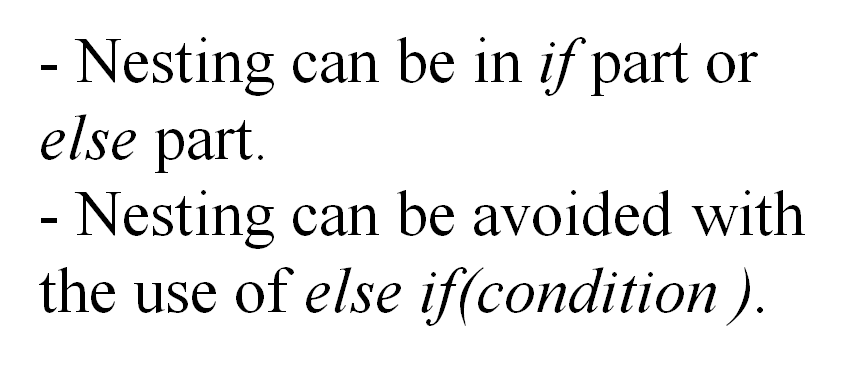 - Nesting can be in if part or
else part.
- Nesting can be avoided with
the use of else if(condition ).